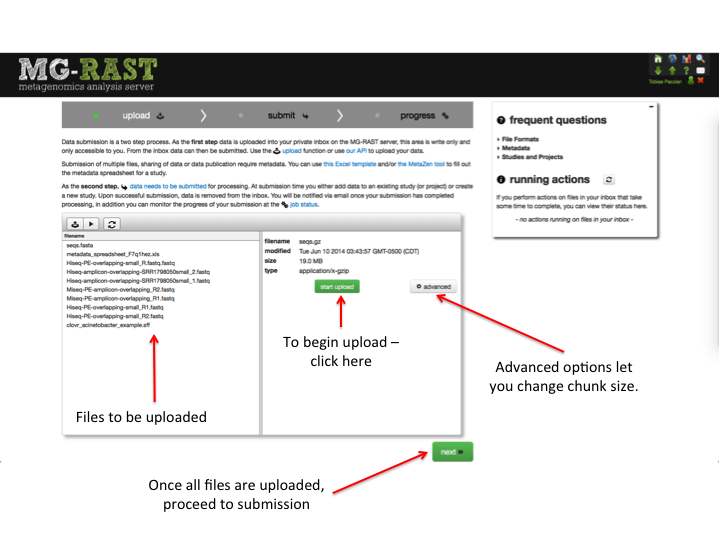 MG-RAST
metagenomics analysis server
Tobias Paczian
upload
submit
progress
Data submission is a two step process. As the first step data is uploaded into your private inbox on the MG-RAST server, this area is write only and
only accessible to you. From the inbox data can then be submitted. Use the upload function or use our API to upload your data.
Submission of multiple files, sharing of data or data publication require metadata. You can use this Excel template and/or the MetaZen tool to fill out
the metadata spreadsheet for a study.
As the second step, data needs to be submitted for processing. At submission time you either add data to an existing study (or project) or create
a new study. Upon successful submission, data is removed from the inbox. You will be notified via email once your submission has completed
processing, in addition you can monitor the progress of your submission at the job status.
frequent questions
File Formats
Metadata
Studies and Projects
running actions
If you perform actions on files in your inbox that take
some time to complete, you can view their status here.
- no actions running on files in your inbox -
filename
seqs.fasta
metadata_spreadsheet_F7q1hez.xls
Hiseq-PE-overlapping-small_R.fastq.fastq
Hiseq-amplicon-overlapping-SRR1798050small_2.fastq
Hiseq-amplicon-overlapping-SRR1798050small_1.fastq
Miseq-PE-amplicon-overlapping_R2.fastq
Miseq-PE-amplicon-overlapping_R1.fastq
Hiseq-PE-overlapping-small_R1.fastq
Hiseq-PE-overlapping-small_R2.fastq
clovr_acinetobacter_example.sff
filename seqs.gz
modified Tue Jun 10 2014 03:43:57 GMT-0500 (CDT)
size 19.0 MB
type application/x-gzip
start upload
advanced
To begin upload –
click here
Advanced options let
you change chunk size.
Files to be uploaded
next
Once all files are uploaded,
proceed to submission